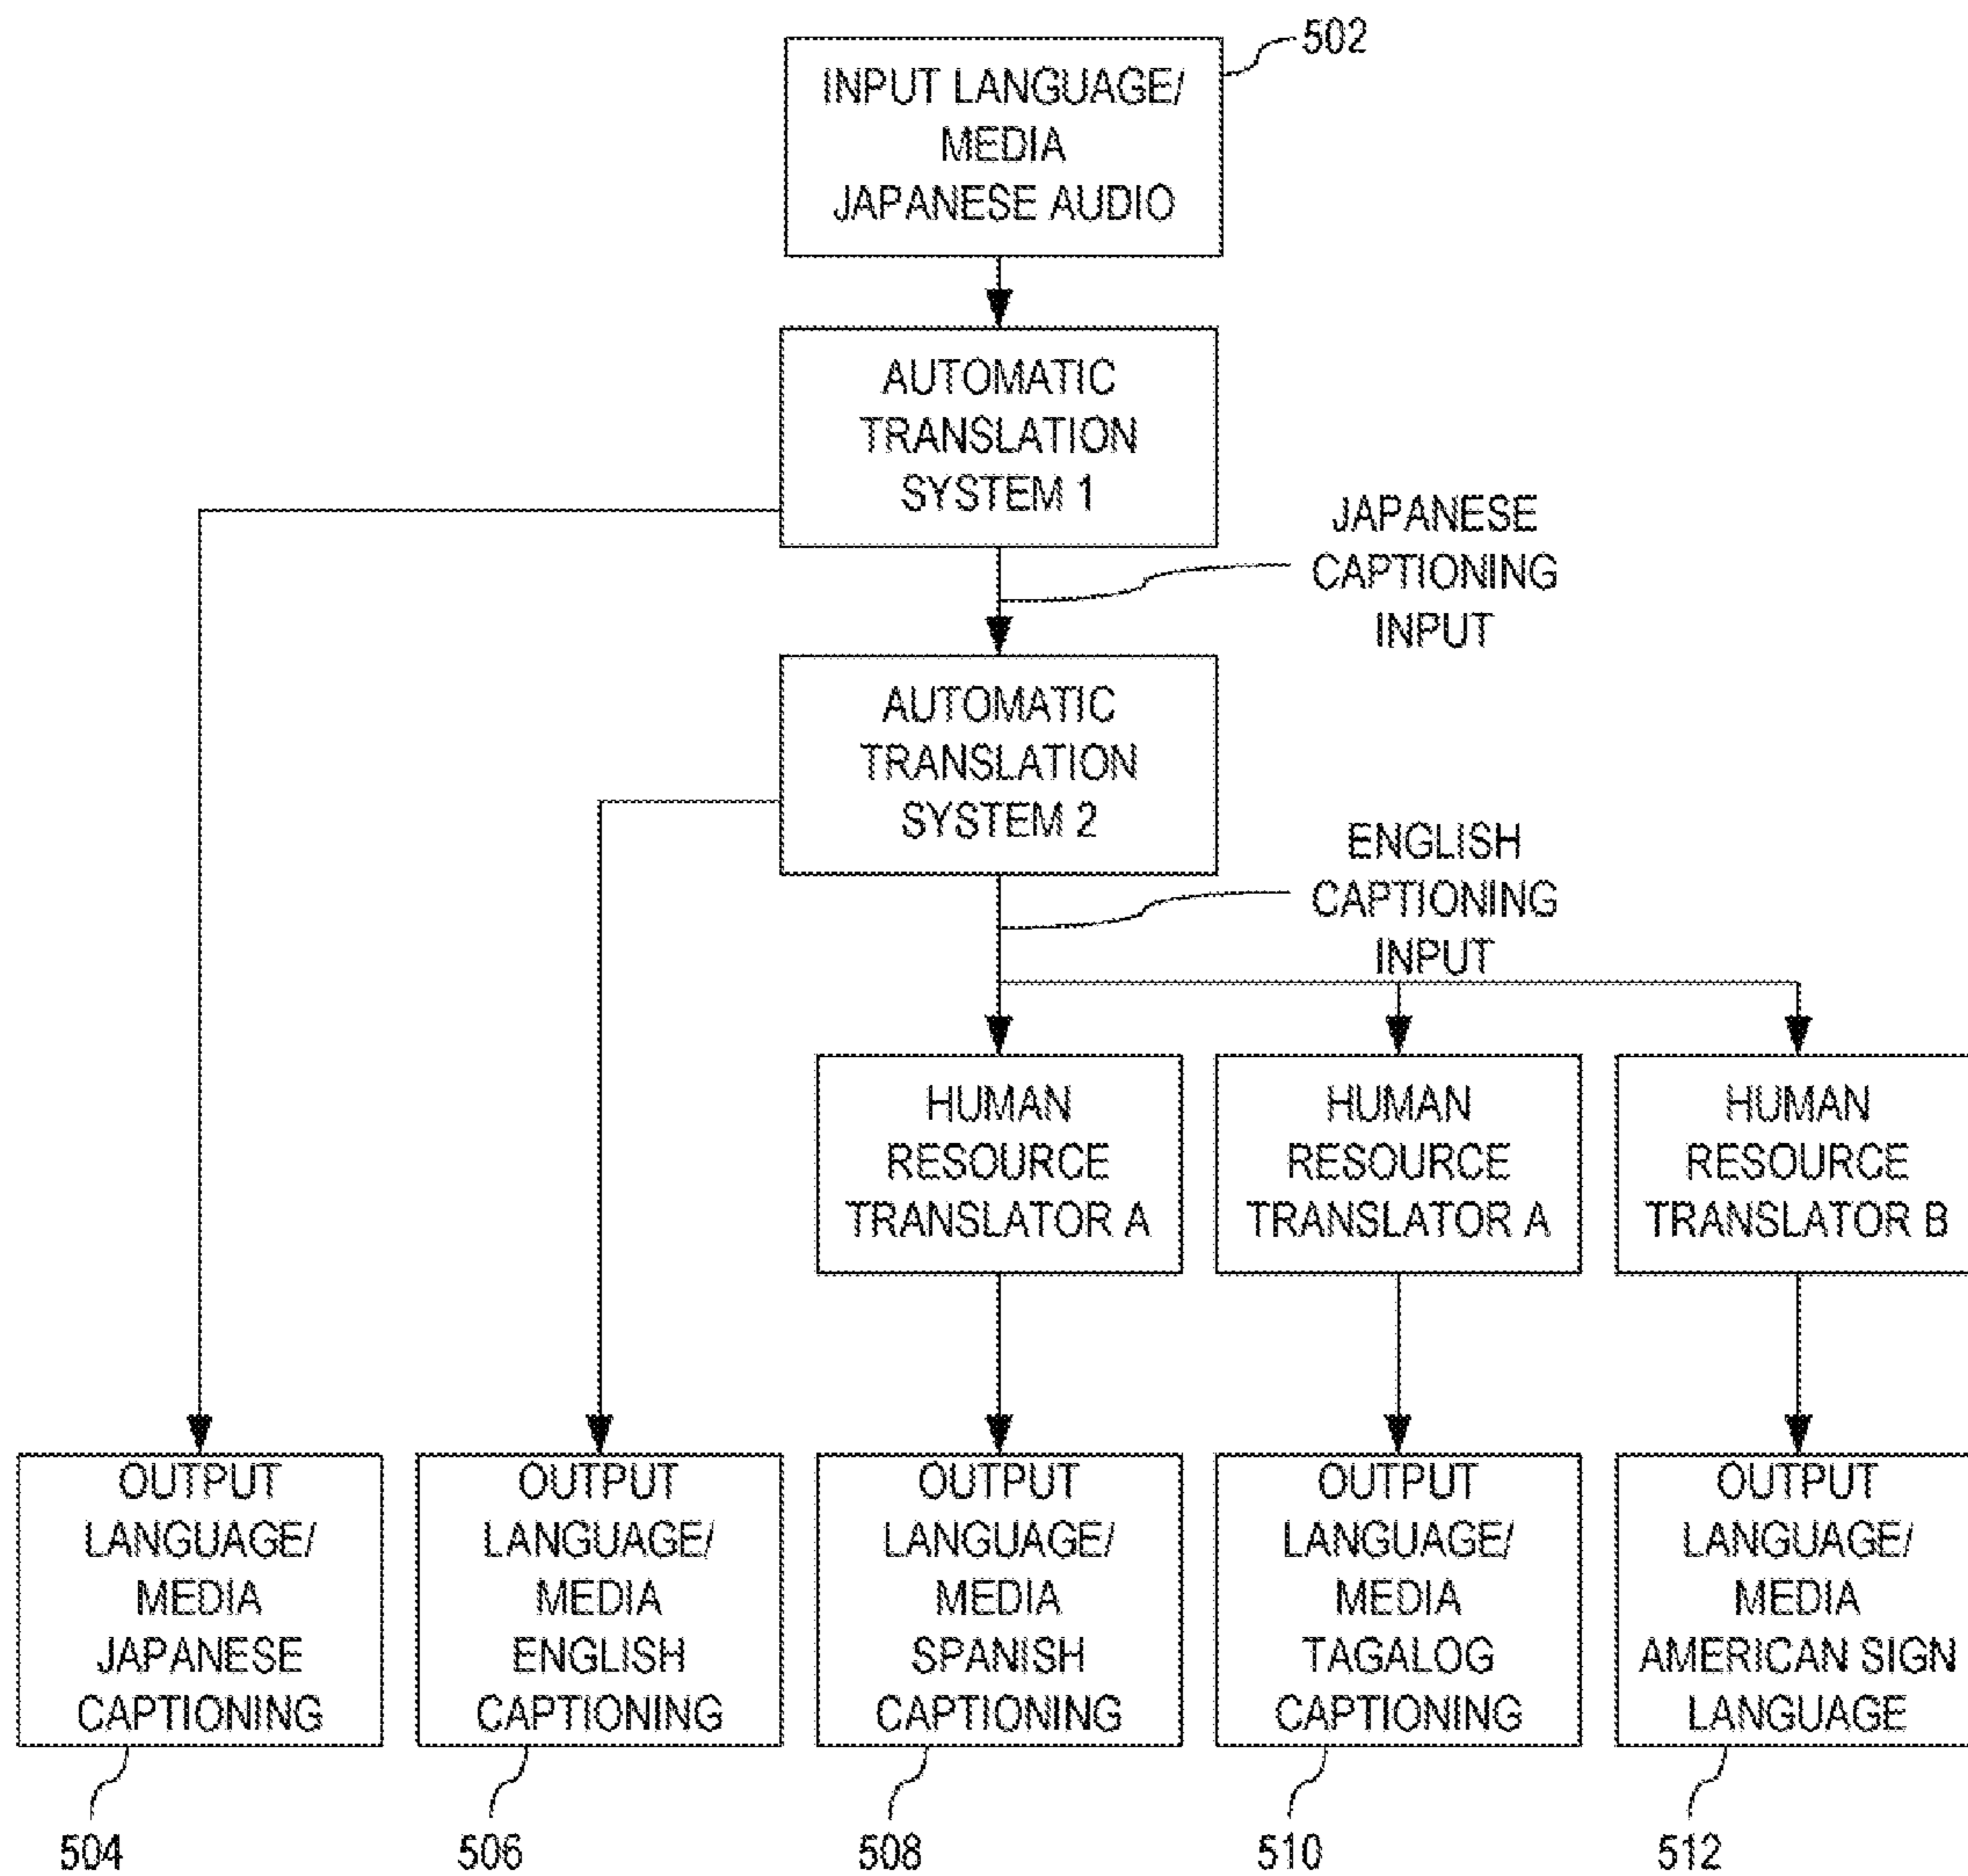 502
INPUT LANGUAGE/
MEDIA
JAPANESE AUDIO
AUTOMATIC
TRANSLATION
SYSTEM 1
JAPANESE
CAPTIONING
INPUT
AUTOMATIC
TRANSLATION
SYSTEM 2
ENGLISH
CAPTIONING
INPUT
HUMAN
RESOURCE
TRANSLATOR A
HUMAN
RESOURCE
TRANSLATOR A
HUMAN
RESOURCE
TRANSLATOR B
OUTPUT
LANGUAGE/
MEDIA
JAPANESE
CAPTIONING
OUTPUT
LANGUAGE/
MEDIA
ENGLISH
CAPTIONING
OUTPUT
LANGUAGE/
MEDIA
SPANISH
CAPTIONING
OUTPUT
LANGUAGE/
MEDIA
TAGALOG
CAPTIONING
OUTPUT
LANGUAGE/
MEDIA
AMERICAN SIGN
LANGUAGE
504
506
508
510
512